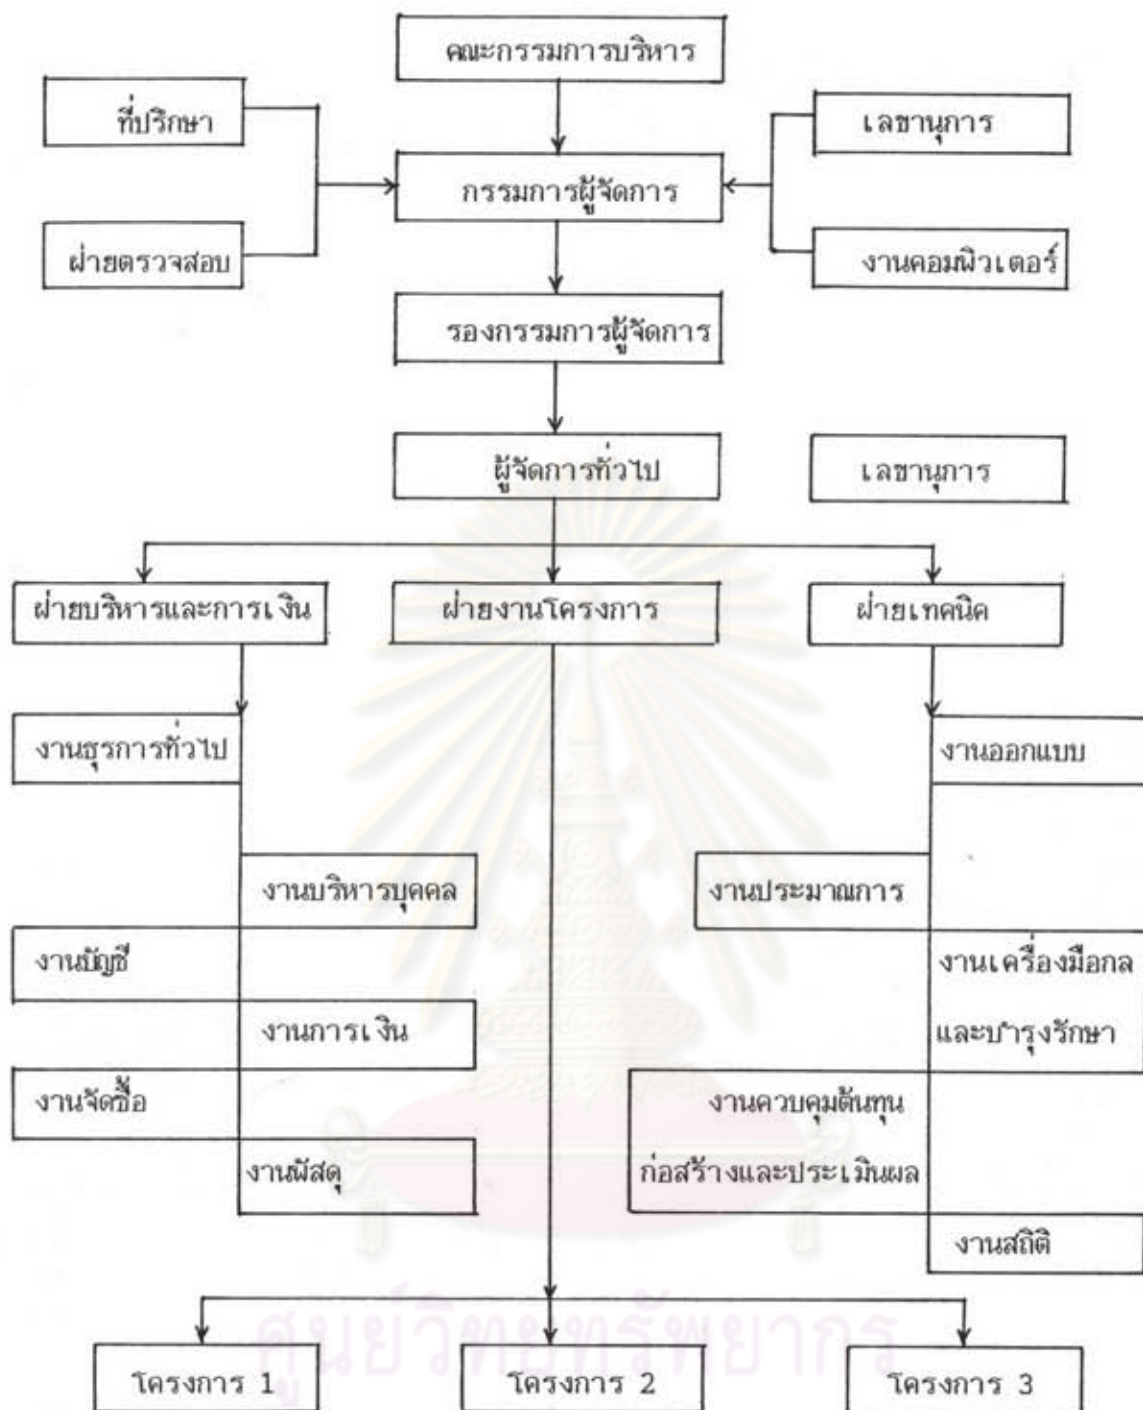 คณะกรรมการบริหาร
ที่ปรึกษา
เลขานุการ
กรรมการผู้จัดการ
ฝ่ายตรวจสอบ
งานคอมพิวเตอร์
รองกรรมการผู้จัดการ
ผู้จัดการทั่วไป
เลขานุการ
ฝ่ายบริหารและการเงิน
ฝ่ายงานโครงการ
ฝ่ายเทคนิค
งานธุรการทั่วไป
งานออกแบบ
งานบริหารบุคคล
งานประมาณการ
งานบัญชี
งานเครื่องมือกล
งานการเงิน
และบำรุงรักษา
งานจัดซื้อ
งานควบคุมต้นทุน
งานพัสดุ
ก่อสร้างและประเมินผล
งานสถิติ
ศูนย์วิทยทรัพยากร
โครงการ 1
โครงการ 2
โครงการ 3